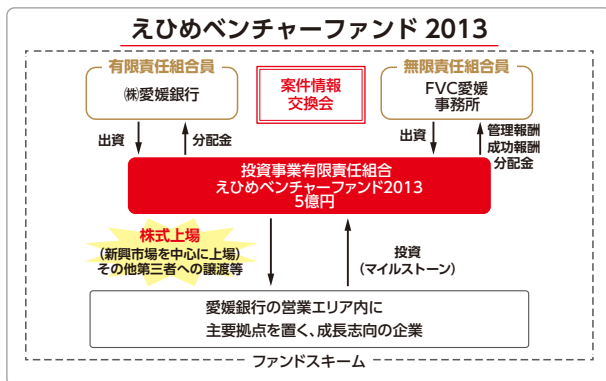 えひめベンチャーファンド 2013
有限責任組合員
㈱愛媛銀行
案件情報
交換会
無限責任組合員
FVC愛媛
事務所
出資
分配金
出資
管理報酬
成功報酬
分配金
投資事業有限責任組合
えひめベンチャーファンド2013
5億円
株式上場
(新興市場を中心に上場)
その他第三者への譲渡等
投資
(マイルストーン)
愛媛銀行の営業エリア内に
主要拠点を置く、成長志向の企業
ファンドスキーム